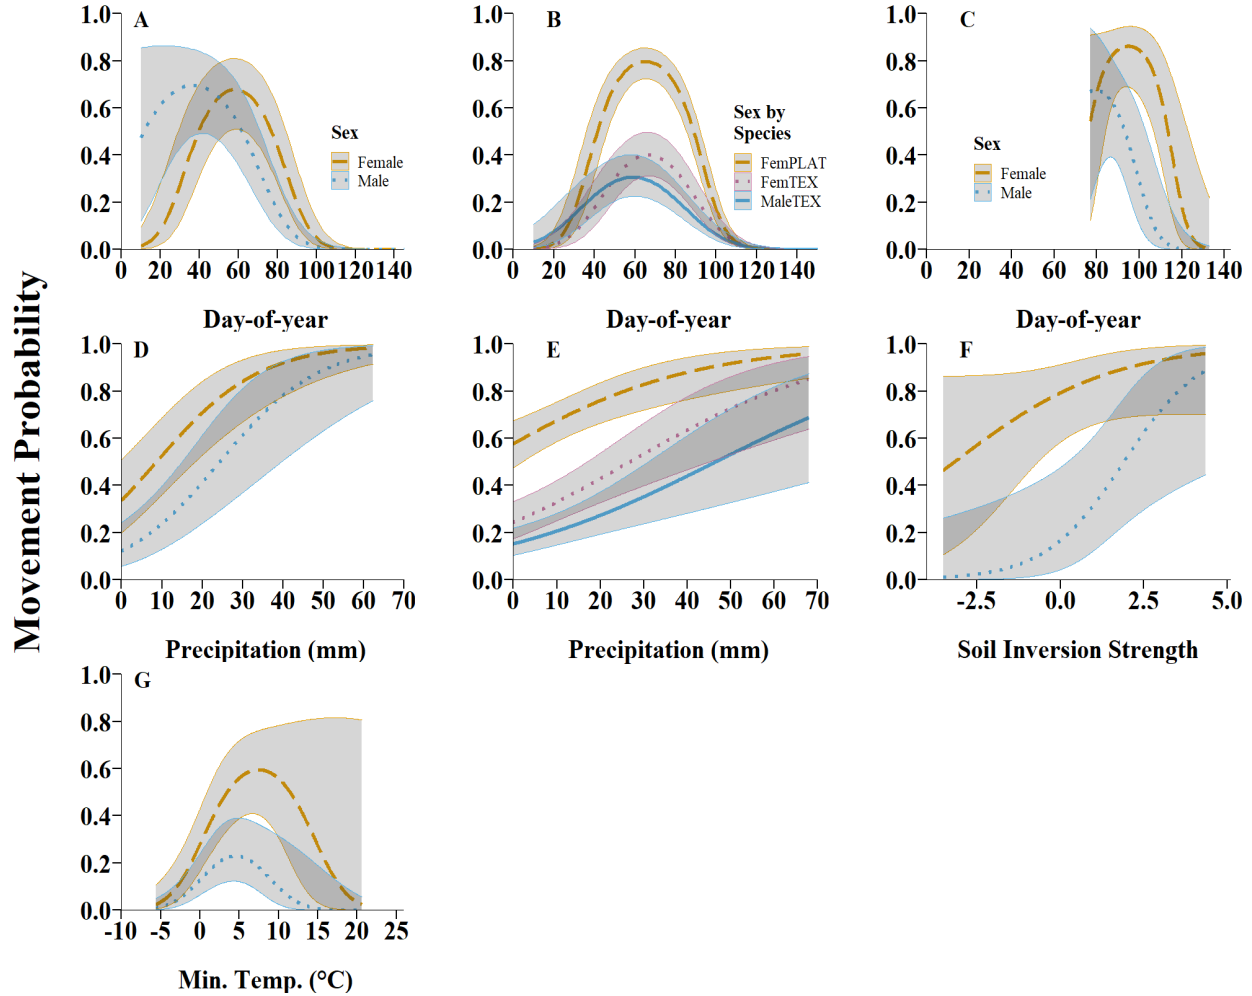 Movement Probability
A
1.0
0.8
0.6
0.4
0.2
0.0
0 20 40 60 80 100 120 140
Day-of-year
Sex
Female
Male
B
1.0
0.8
0.6
0.4
0.2
0.0
0 20 40 60 80 100 120 140
Day-of-year
Sex by
Species
FemPLAT
FemTEX
MaleTEX
C
1.0
0.8
0.6
0.4
0.2
0.0
0 20 40 60 80 100 120 140
Day-of-year
Sex
Female
Male
D
1.0
0.8
0.6
0.4
0.2
0.0
0 10 20 30 40 50 60 70
Precipitation (mm)
E
1.0
0.8
0.6
0.4
0.2
0.0
0 10 20 30 40 50 60 70
Precipitation (mm)
F
1.0
0.8
0.6
0.4
0.2
0.0
-2.5 0.0 2.5 5.0
Soil Inversion Strength
G
1.0
0.8
0.6
0.4
0.2
0.0
-10 -5 0 5 10 15 20 25
Min. Temp. (°C)